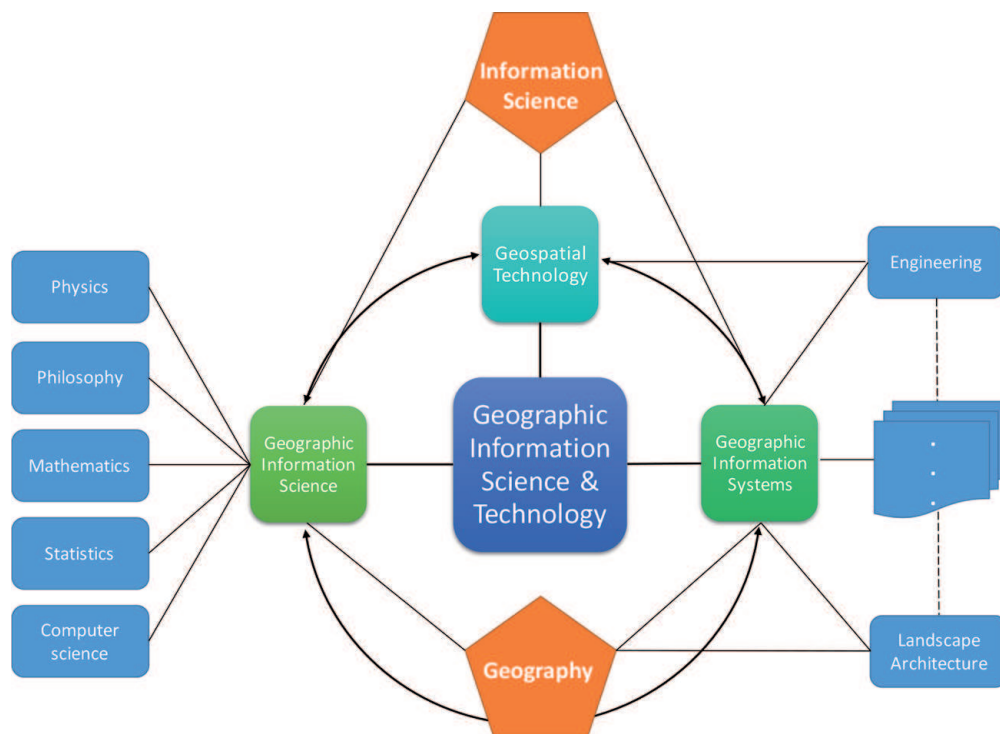 Information
Science
Geospatial
Technology
Engineering
Physics
Philosophy
Mathematics
Statistics
Computer
science
Geographic
Information
Science
Geographic
Information
Science &
Technology
Geographic
Information
Systems
Geography
Landscape
Architecture